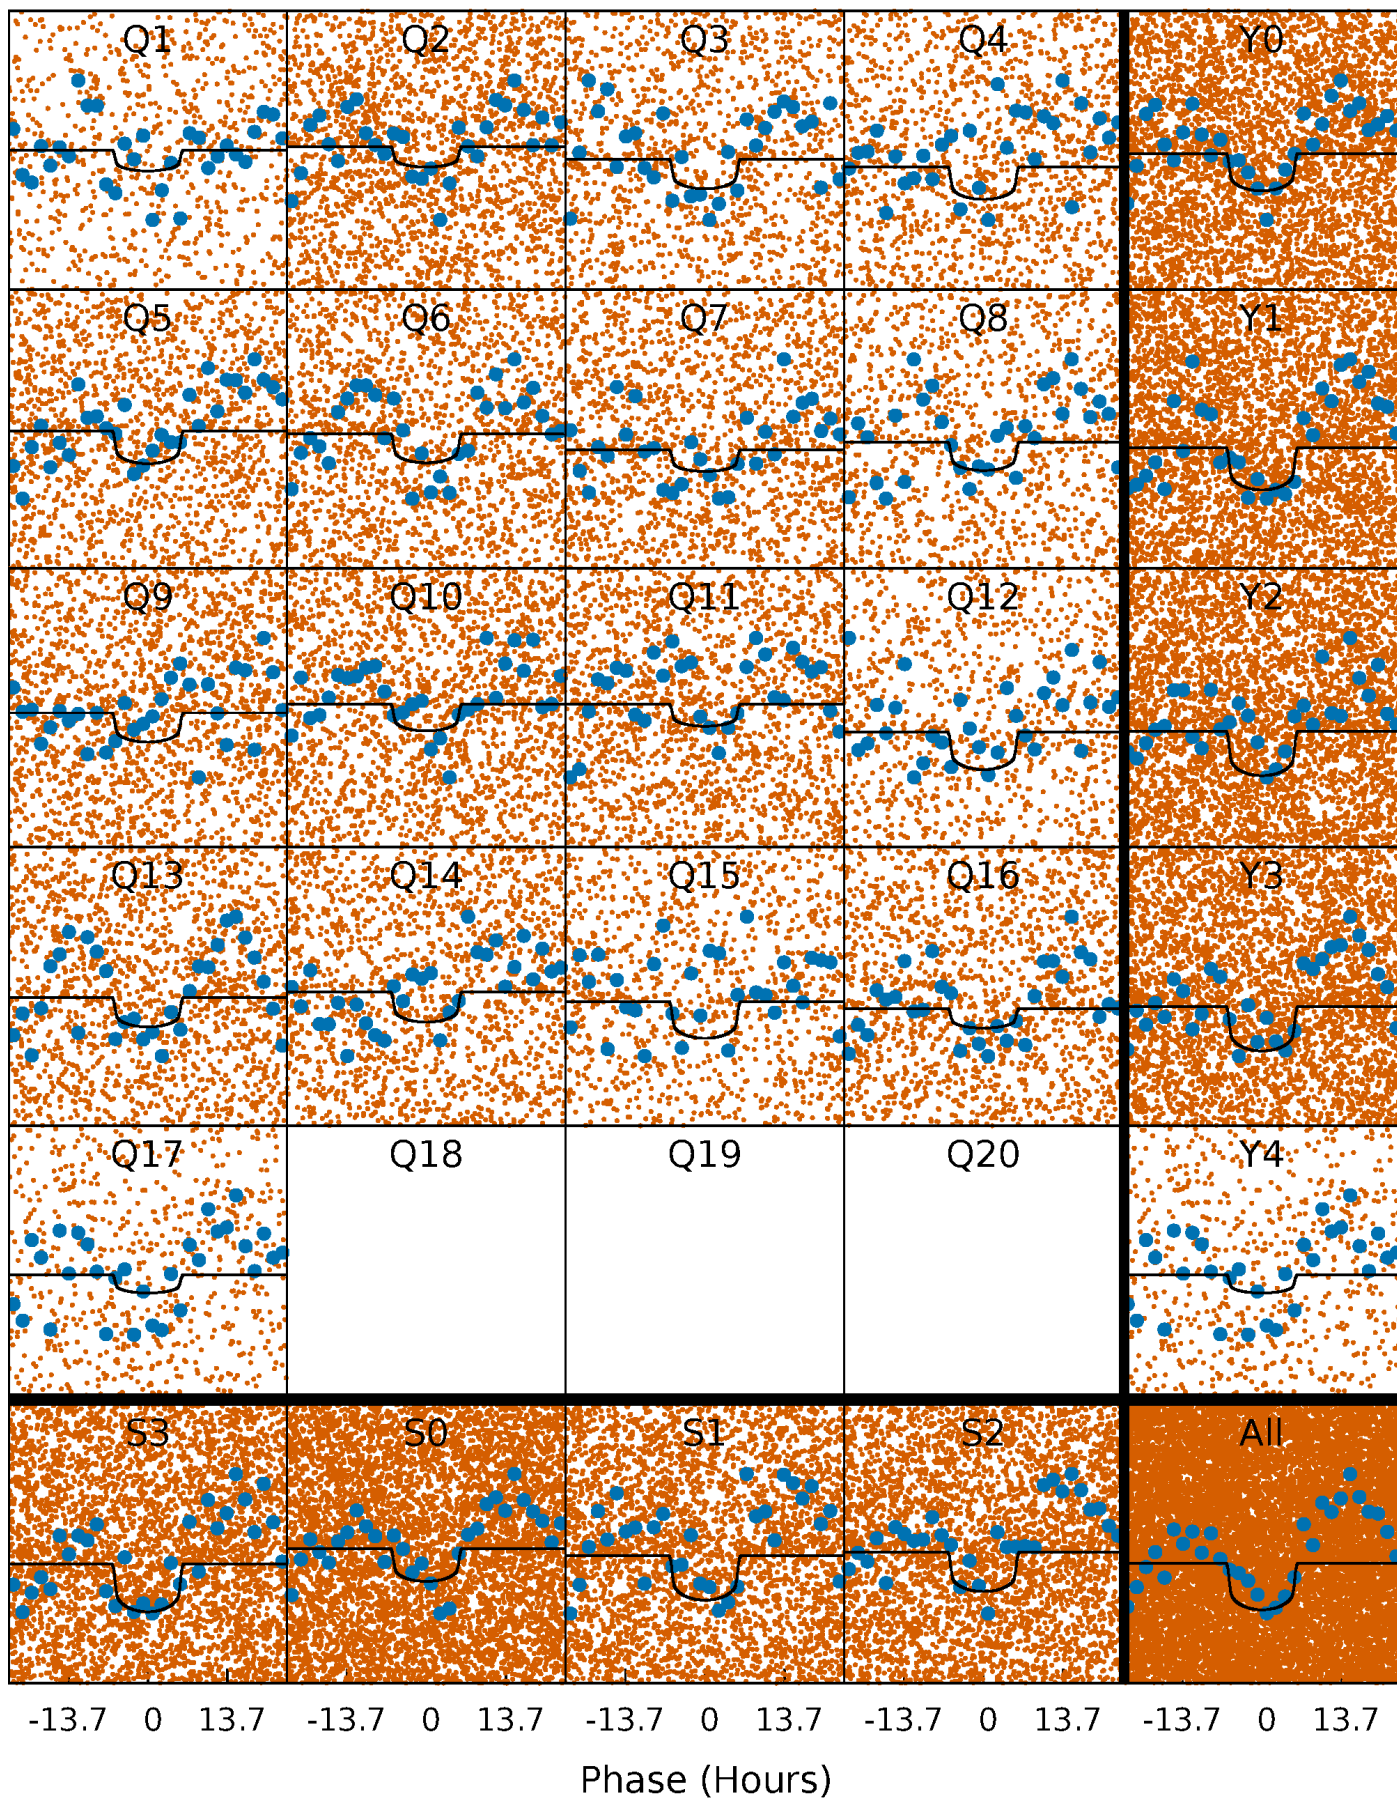 Q1 Q2 Q3 Q4 Y0
Q5 Q6 Q7 Q8 Y1
Q9 Q10 Q11 Q12 Y2
Q13 Q14 Q15 Q16 Y3
Q17 Q18 Q19 Q20 Y4
S3 S0 S1 S2 All
-13.7 0 13.7 -13.7 0 13.7 -13.7 0 13.7 -13.7 0 13.7 -13.7 0 13.7
Phase (Hours)